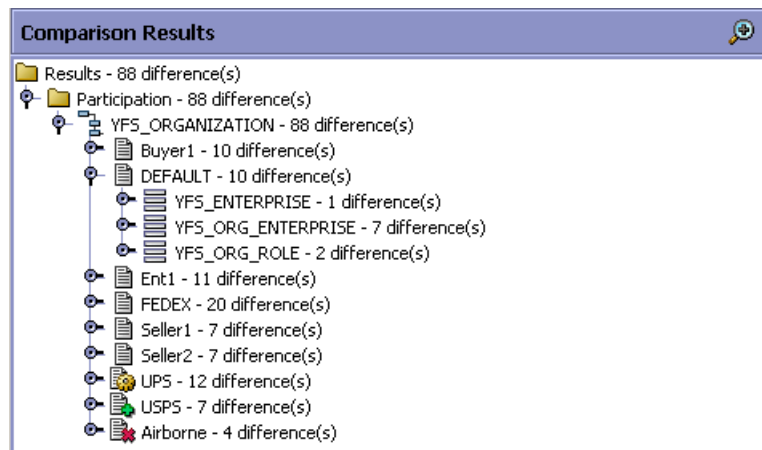 Comparison Results
Results - 88 difference(s)
Participation - 88 difference(s)
YFS_ORGANIZATION - 88 difference(s)
Buyer1 - 10 difference(s)
DEFAULT - 10 difference(s)
YFS_ENTERPRISE - 1 difference(s)
YFS_ORG_ENTERPRISE - 7 difference(s)
YFS_ORG_ROLE - 2 difference(s)
Ent1 - 11 difference(s)
FEDEX - 20 difference(s)
Seller1 - 7 difference(s)
Seller2 - 7 difference(s)
UPS - 12 difference(s)
USPS - 7 difference(s)
Airborne - 4 difference(s)